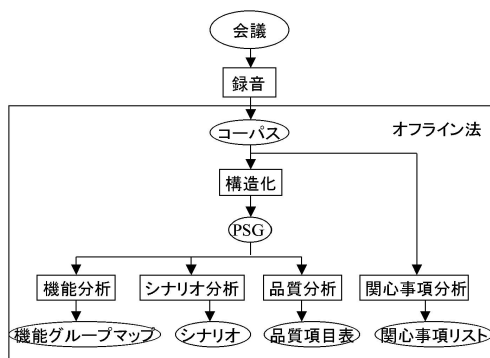 会議
録音
コーパス
オフライン法
構造化
PSG
機能分析
シナリオ分析
品質分析
関心事項分析
機能グループマップ
シナリオ
品質項目表
関心事項リスト